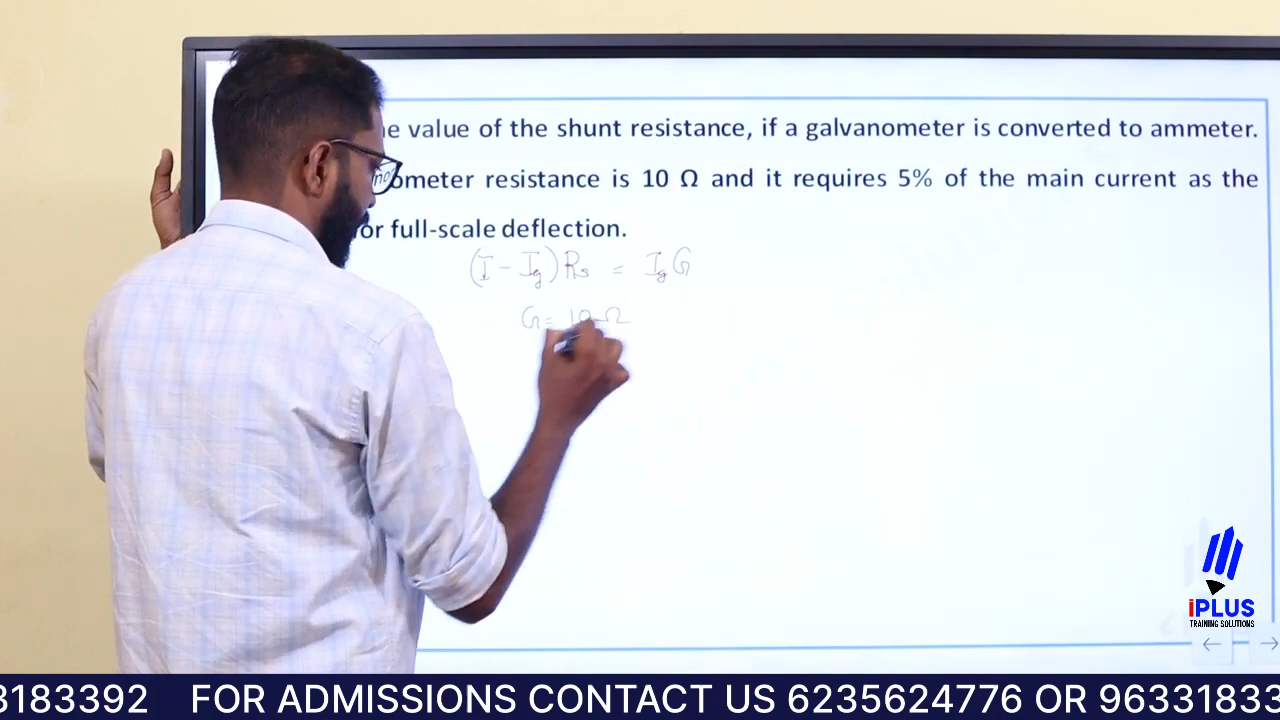 e value of the shunt resistance, if a galvanometer is converted to ammeter.
nometer resistance is 10 Ω and it requires 5% of the main current as the
or full-scale deflection.
(I - Ig) Rs = Ig G
G = 10 Ω
iPLUS
TRAINING SOLUTIONS
3183392 FOR ADMISSIONS CONTACT US 6235624776 OR 96331833